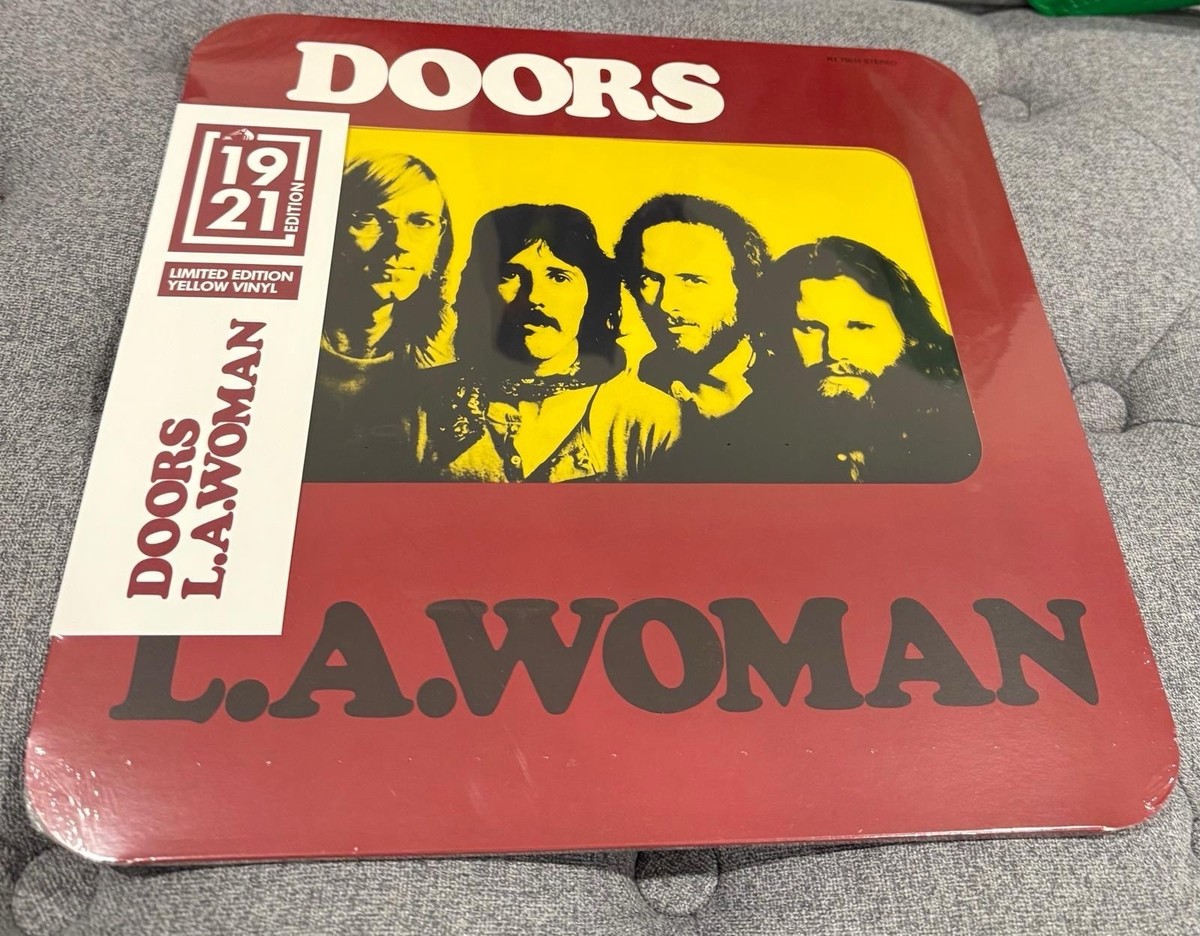 DOORS
19
21
EDITION
LIMITED EDITION
YELLOW VINYL
DOORS
L.A.WOMAN
L.A.WOMAN